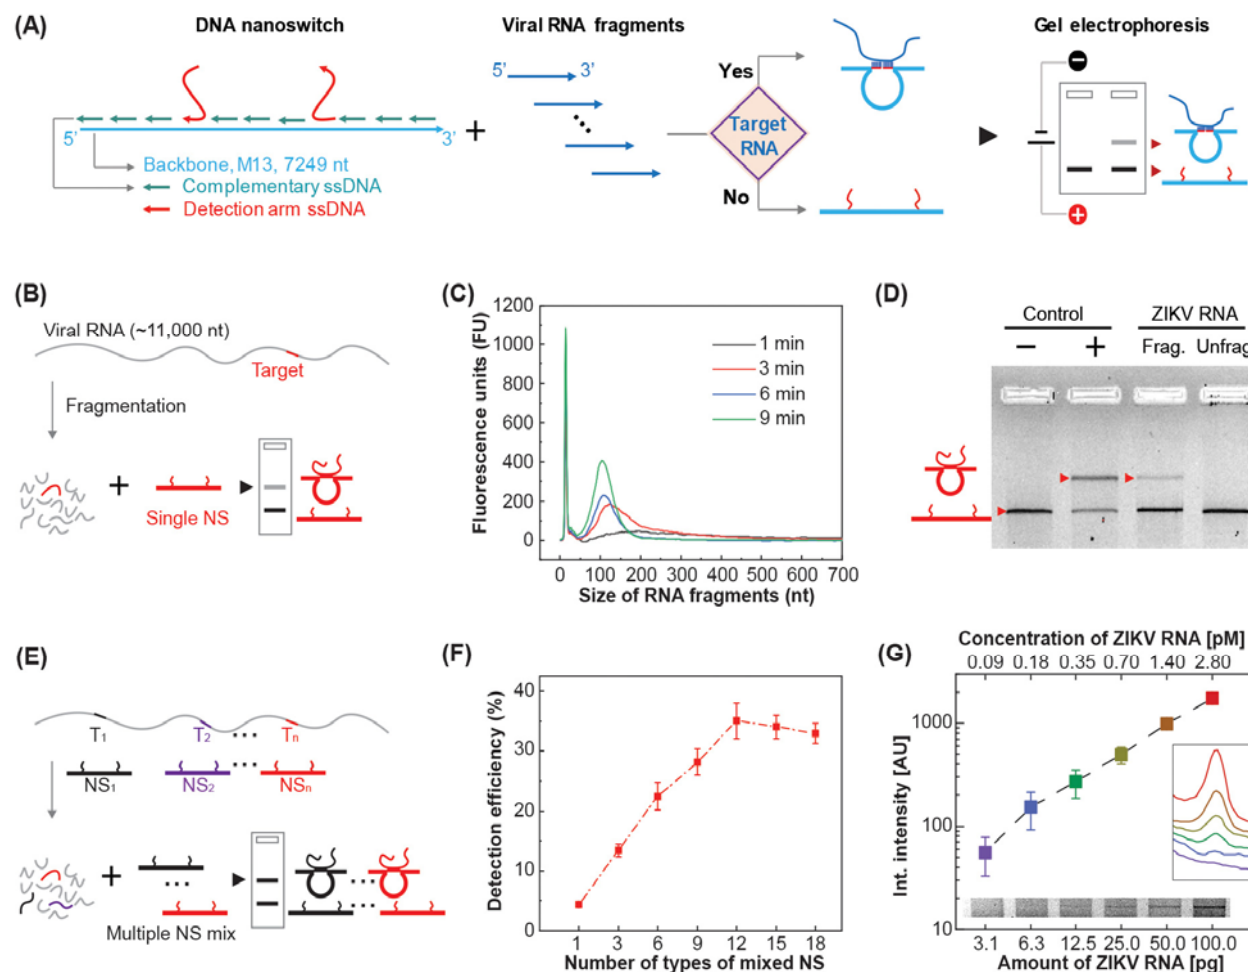 (A)
DNA nanoswitch
Viral RNA fragments
Gel electrophoresis
5'
3'
Yes
−
5'
3'
+
Target
RNA
Backbone, M13, 7249 nt
Complementary ssDNA
Detection arm ssDNA
No
+
(B)
Viral RNA (~11,000 nt)
Target
Fragmentation
+
Single NS
(C)
1200
1000
800
600
400
200
0
Fluorescence units (FU)
1 min
3 min
6 min
9 min
0 100 200 300 400 500 600 700
Size of RNA fragments (nt)
(D)
Control
ZIKV RNA
− + Frag. Unfrag
(E)
T1 T2 ... Tn
NS1 NS2 ... NSn
+
...
Multiple NS mix
(F)
40
35
30
25
20
15
10
5
0
Detection efficiency (%)
1 3 6 9 12 15 18
Number of types of mixed NS
(G)
Concentration of ZIKV RNA [pM]
0.09 0.18 0.35 0.70 1.40 2.80
1000
100
10
Int. intensity [AU]
3.1 6.3 12.5 25.0 50.0 100.0
Amount of ZIKV RNA [pg]